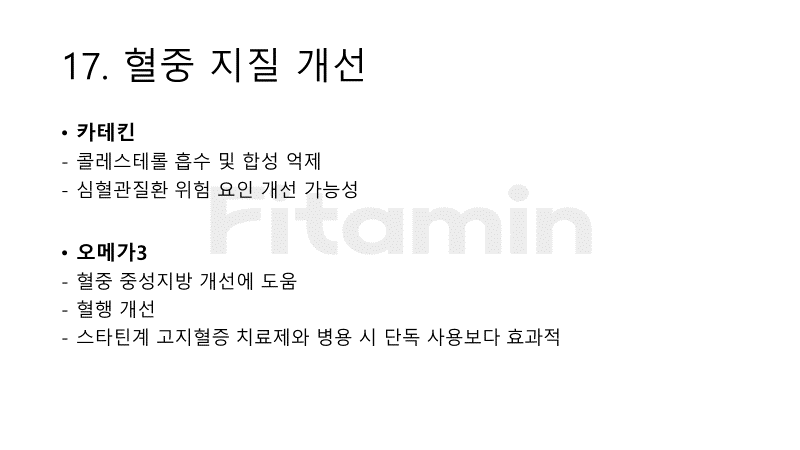 17. 혈중 지질 개선
• 카테킨
- 콜레스테롤 흡수 및 합성 억제
- 심혈관질환 위험 요인 개선 가능성
Fitamin
• 오메가3
- 혈중 중성지방 개선에 도움
- 혈행 개선
- 스타틴계 고지혈증 치료제와 병용 시 단독 사용보다 효과적